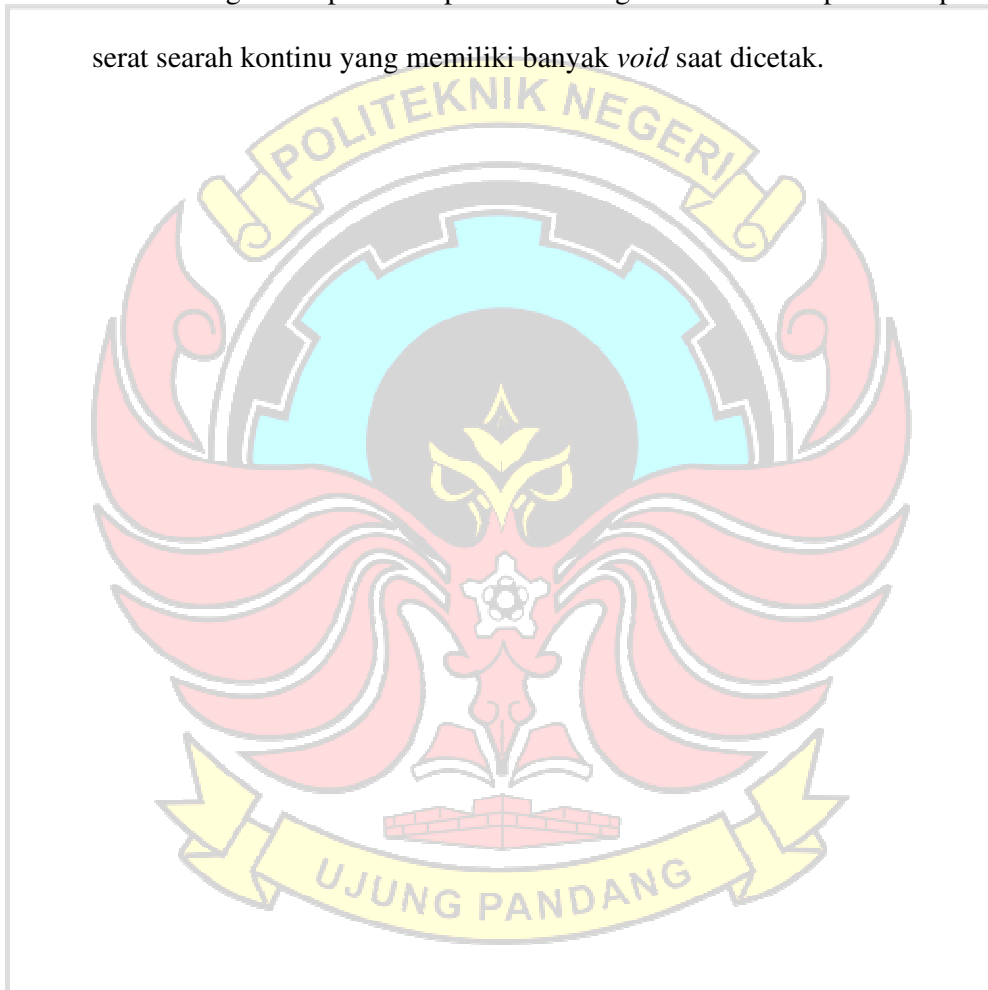 serat searah kontinu yang memiliki banyak void saat dicetak.
POLITEKNIK NEGERI
UJUNG PANDANG